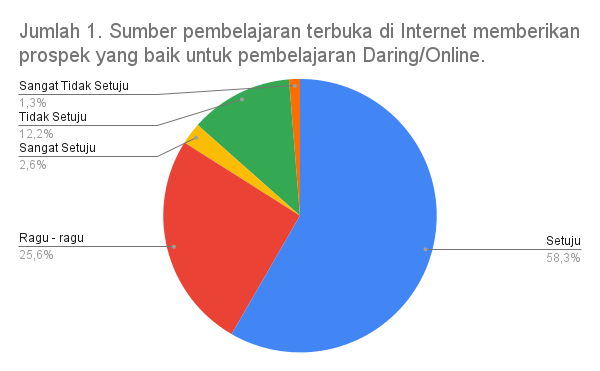 Jumlah 1. Sumber pembelajaran terbuka di Internet memberikan
prospek yang baik untuk pembelajaran Daring/Online.
Sangat Tidak Setuju
1,3%
Tidak Setuju
12,2%
Sangat Setuju
2,6%
Ragu - ragu
25,6%
Setuju
58,3%